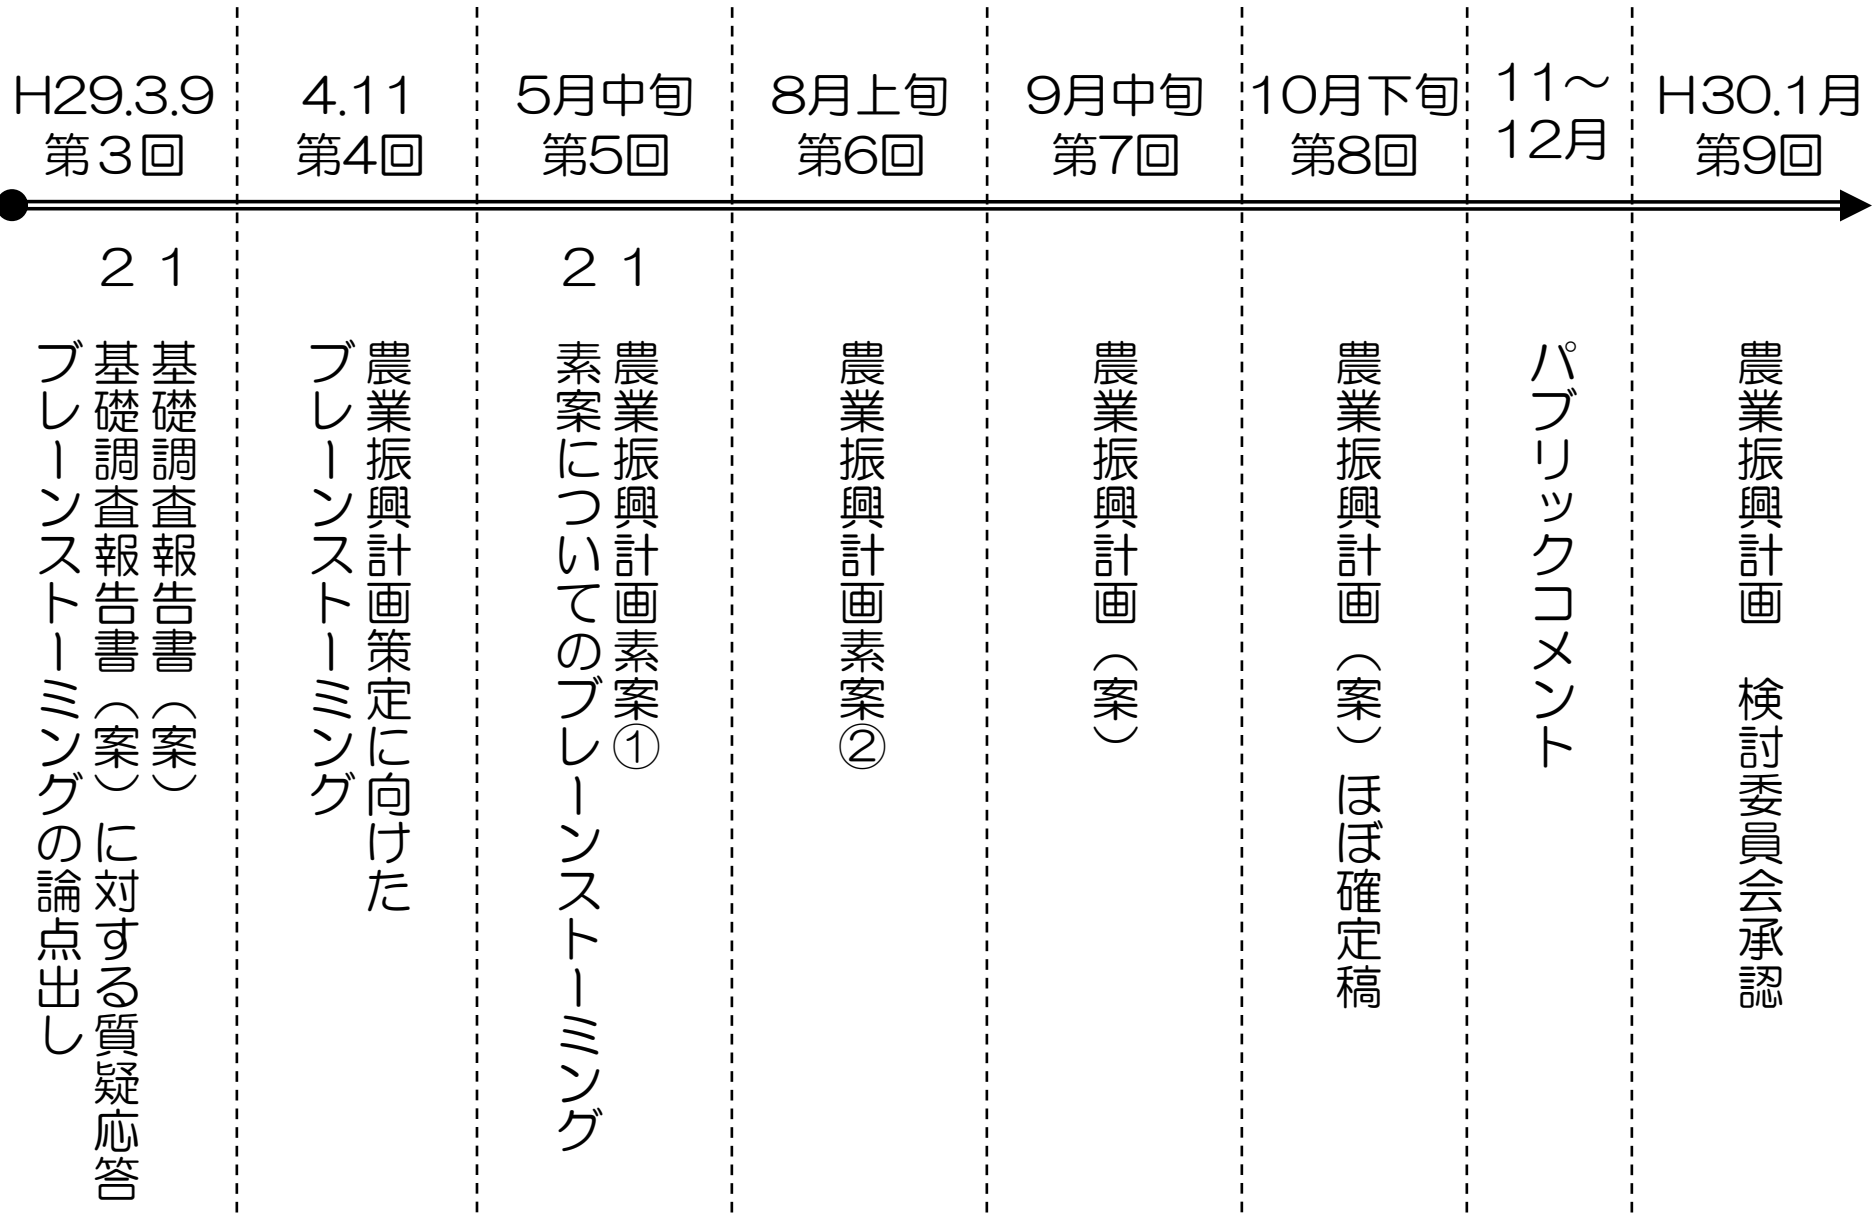 H29.3.9
第3回
1 基礎調査報告書(案)
2 基礎調査報告書(案)に対する質疑応答
ブレーンストーミングの論点出し
4.11
第4回
農業振興計画策定に向けた
ブレーンストーミング
5月中旬
第5回
1 農業振興計画素案①
2 素案についてのブレーンストーミング
8月上旬
第6回
農業振興計画素案②
9月中旬
第7回
農業振興計画(案)
10月下旬
第8回
農業振興計画(案)ほぼ確定稿
11～
12月
パブリックコメント
H30.1月
第9回
農業振興計画 検討委員会承認